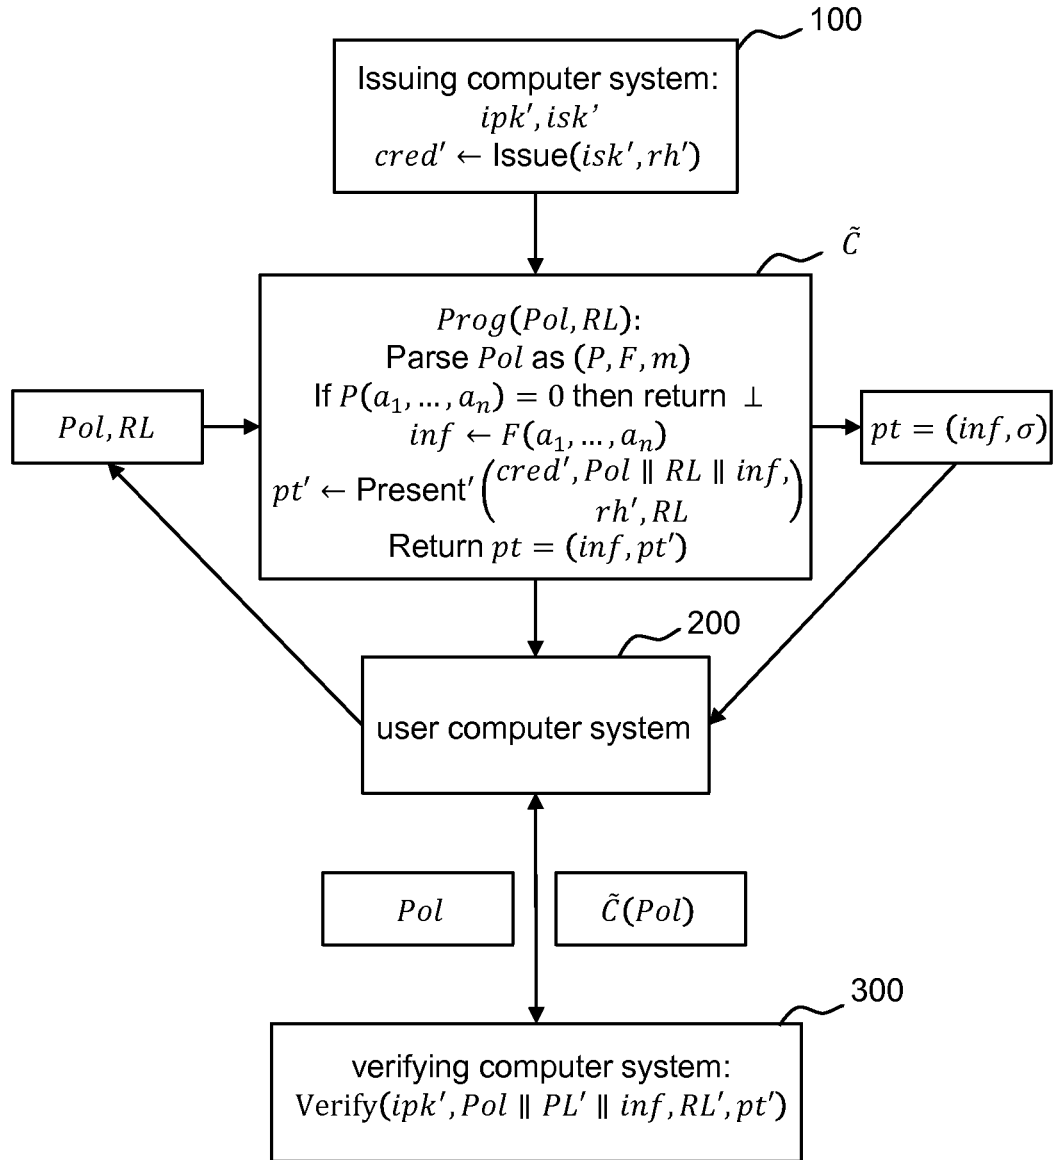 100
Issuing computer system:
ipk′, isk’
cred′ ← Issue(isk′, rh′)
C̃
Prog(Pol, RL):
Parse Pol as (P, F, m)
If P(a₁, …, aₙ) = 0 then return ⊥
inf ← F(a₁, …, aₙ)
pt′ ← Present′(cred′, Pol ∥ RL ∥ inf,
rh′, RL)
Return pt = (inf, pt′)
Pol, RL
pt = (inf, σ)
200
user computer system
Pol
C̃(Pol)
300
verifying computer system:
Verify(ipk′, Pol ∥ PL′ ∥ inf, RL′, pt′)